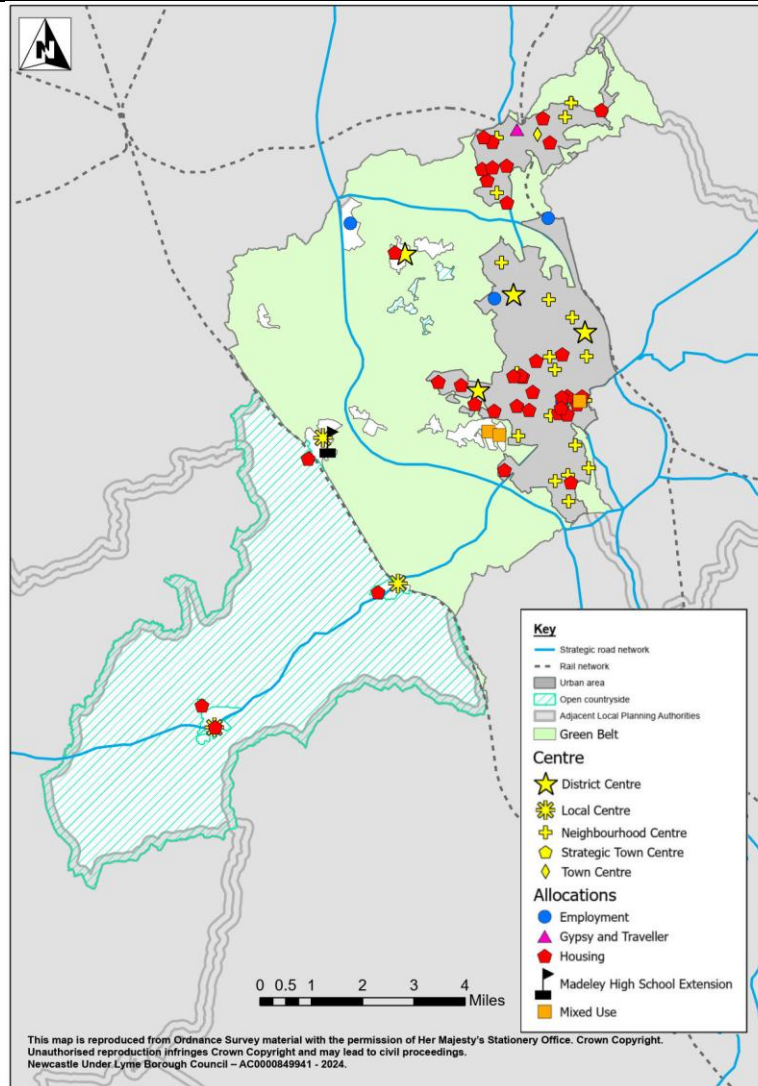 N
Key
Strategic road network
Rail network
Urban area
Open countryside
Adjacent Local Planning Authorities
Green Belt
Centre
District Centre
Local Centre
Neighbourhood Centre
Strategic Town Centre
Town Centre
Allocations
Employment
Gypsy and Traveller
Housing
Madeley High School Extension
Mixed Use
0 0.5 1 2 3 4
Miles
This map is reproduced from Ordnance Survey material with the permission of Her Majesty's Stationery Office. Crown Copyright.
Unauthorised reproduction infringes Crown Copyright and may lead to civil proceedings.
Newcastle Under Lyme Borough Council – AC0000849941 - 2024.